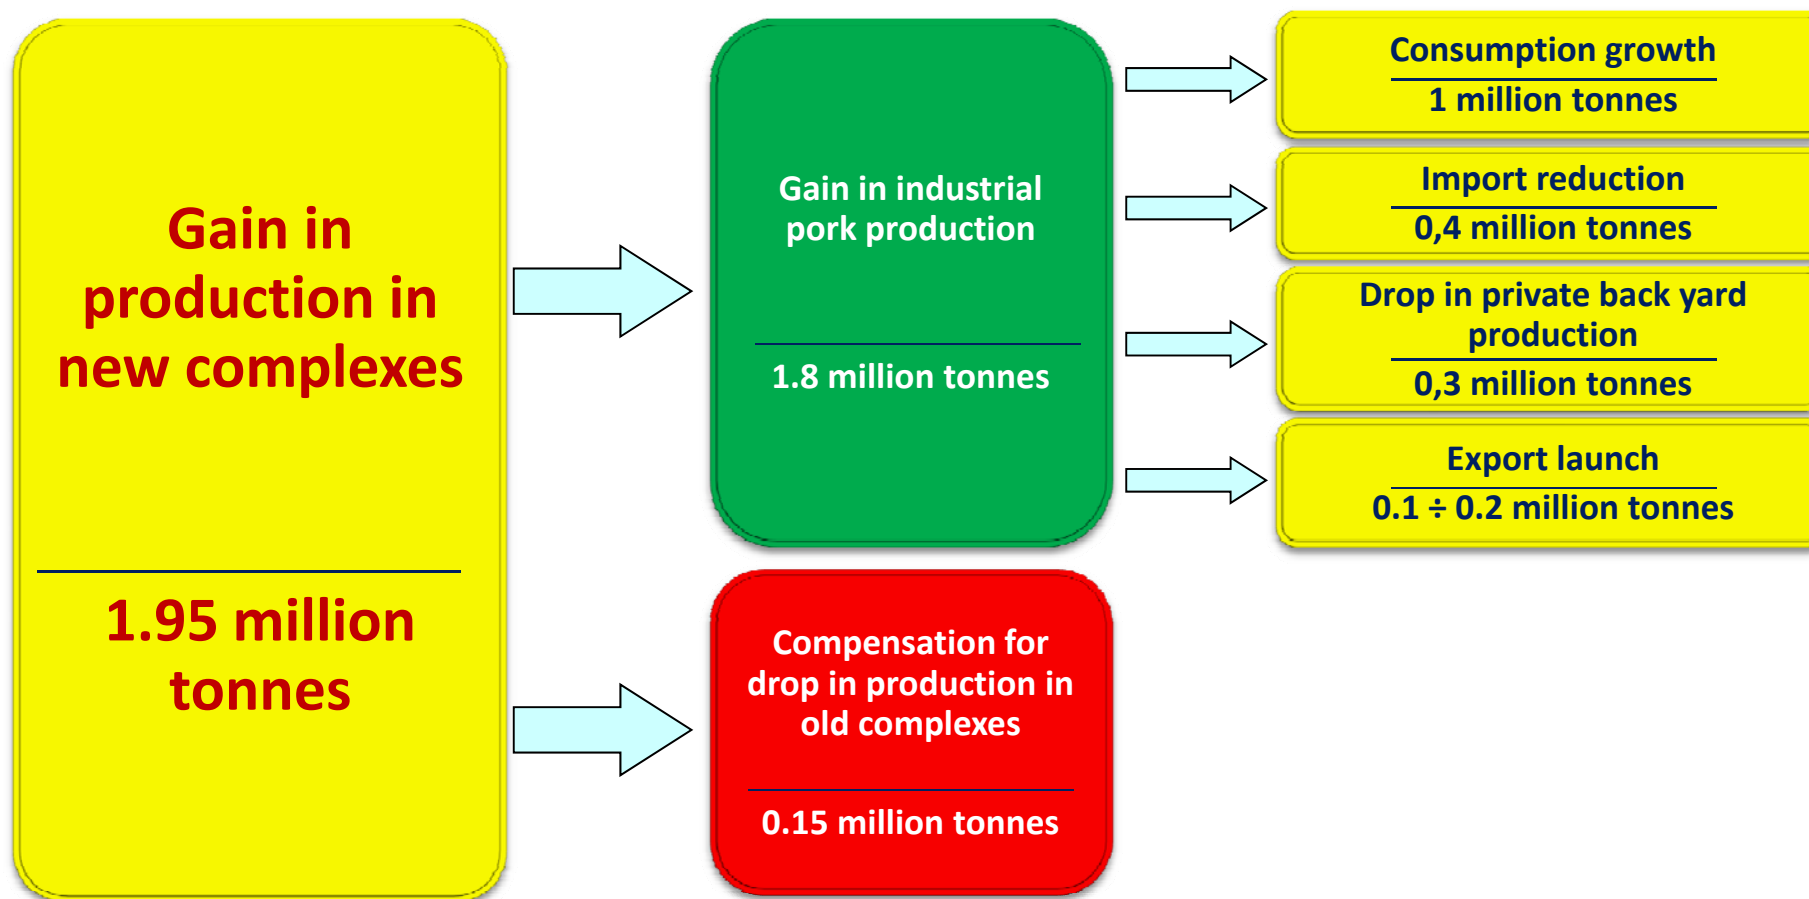 Gain in
production in
new complexes
1.95 million
tonnes
Gain in industrial
pork production
1.8 million tonnes
Compensation for
drop in production in
old complexes
0.15 million tonnes
Consumption growth
1 million tonnes
Import reduction
0,4 million tonnes
Drop in private back yard
production
0,3 million tonnes
Export launch
0.1 ÷ 0.2 million tonnes